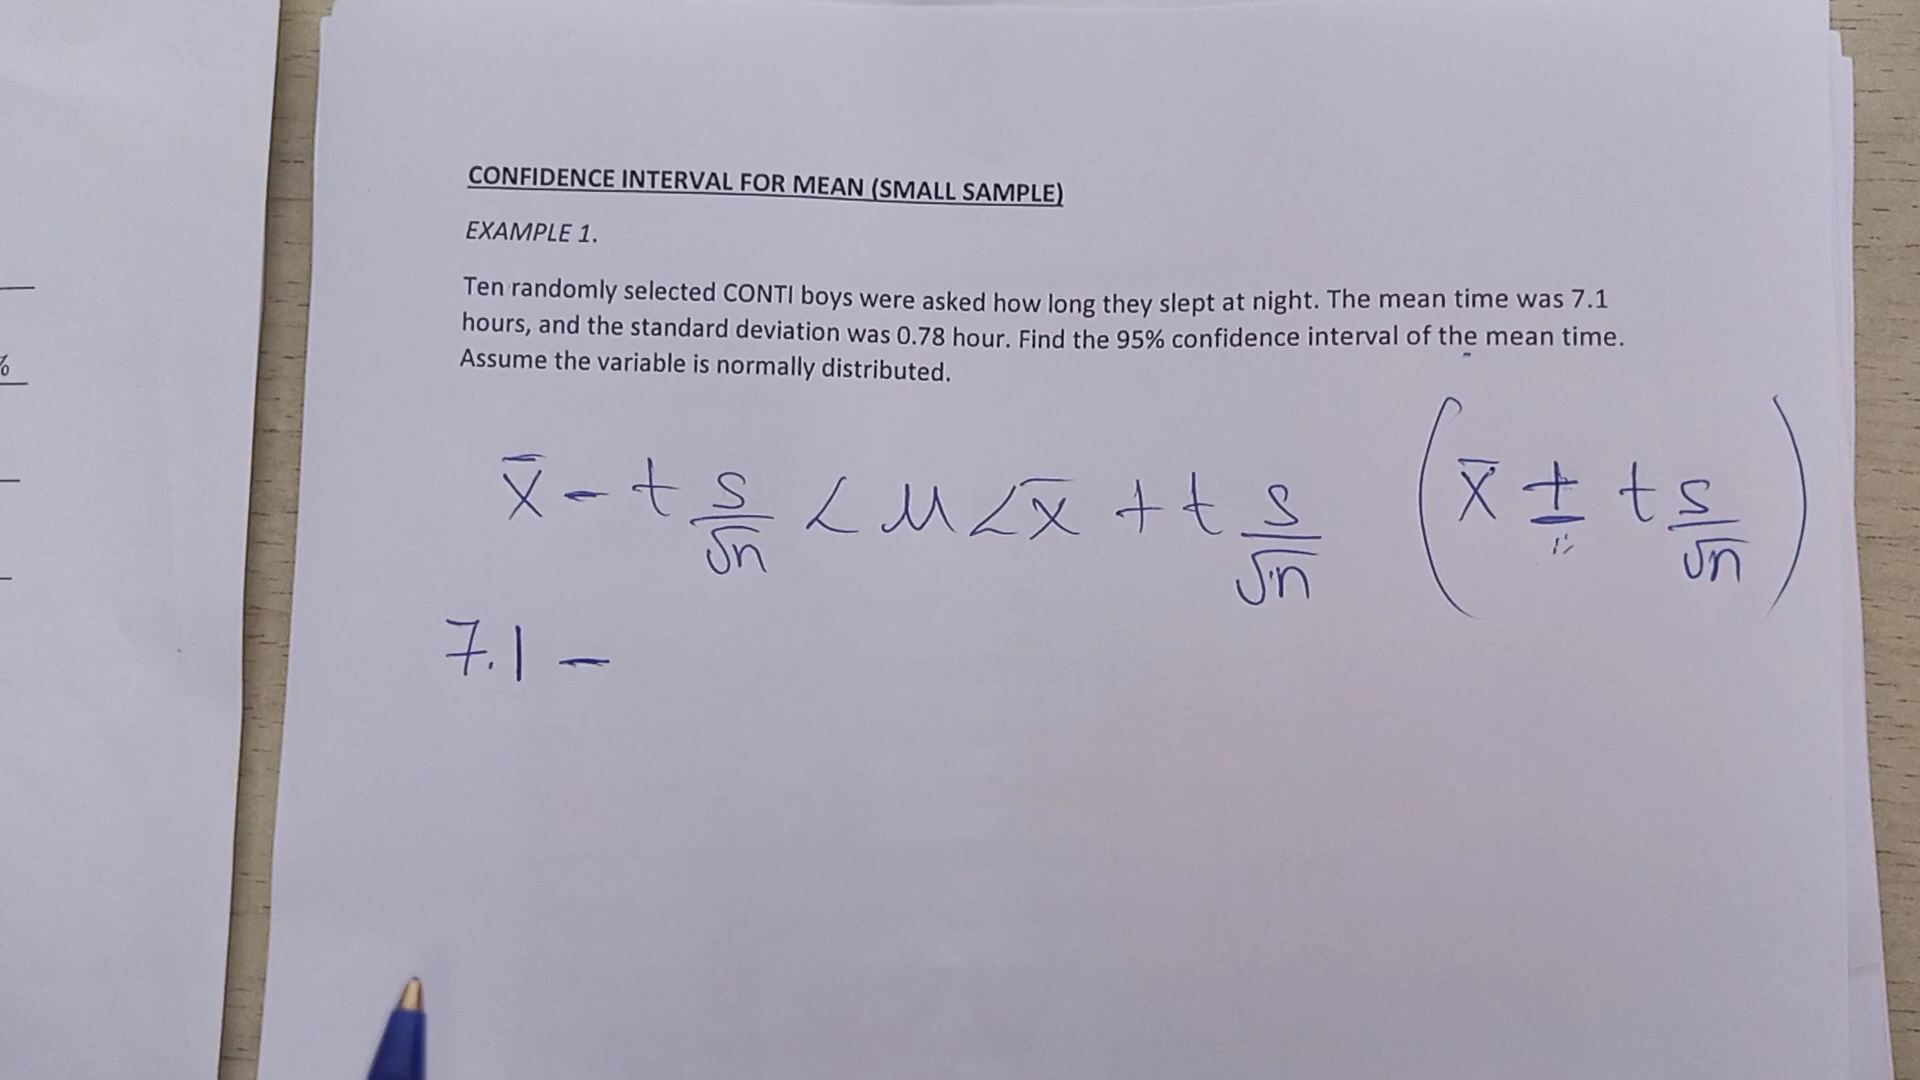 CONFIDENCE INTERVAL FOR MEAN (SMALL SAMPLE)
EXAMPLE 1.
Ten randomly selected CONTI boys were asked how long they slept at night. The mean time was 7.1
hours, and the standard deviation was 0.78 hour. Find the 95% confidence interval of the mean time.
Assume the variable is normally distributed.
x̄ - t s/√n < μ < x̄ + t s/√n (x̄ ± t s/√n)
7.1 -
%